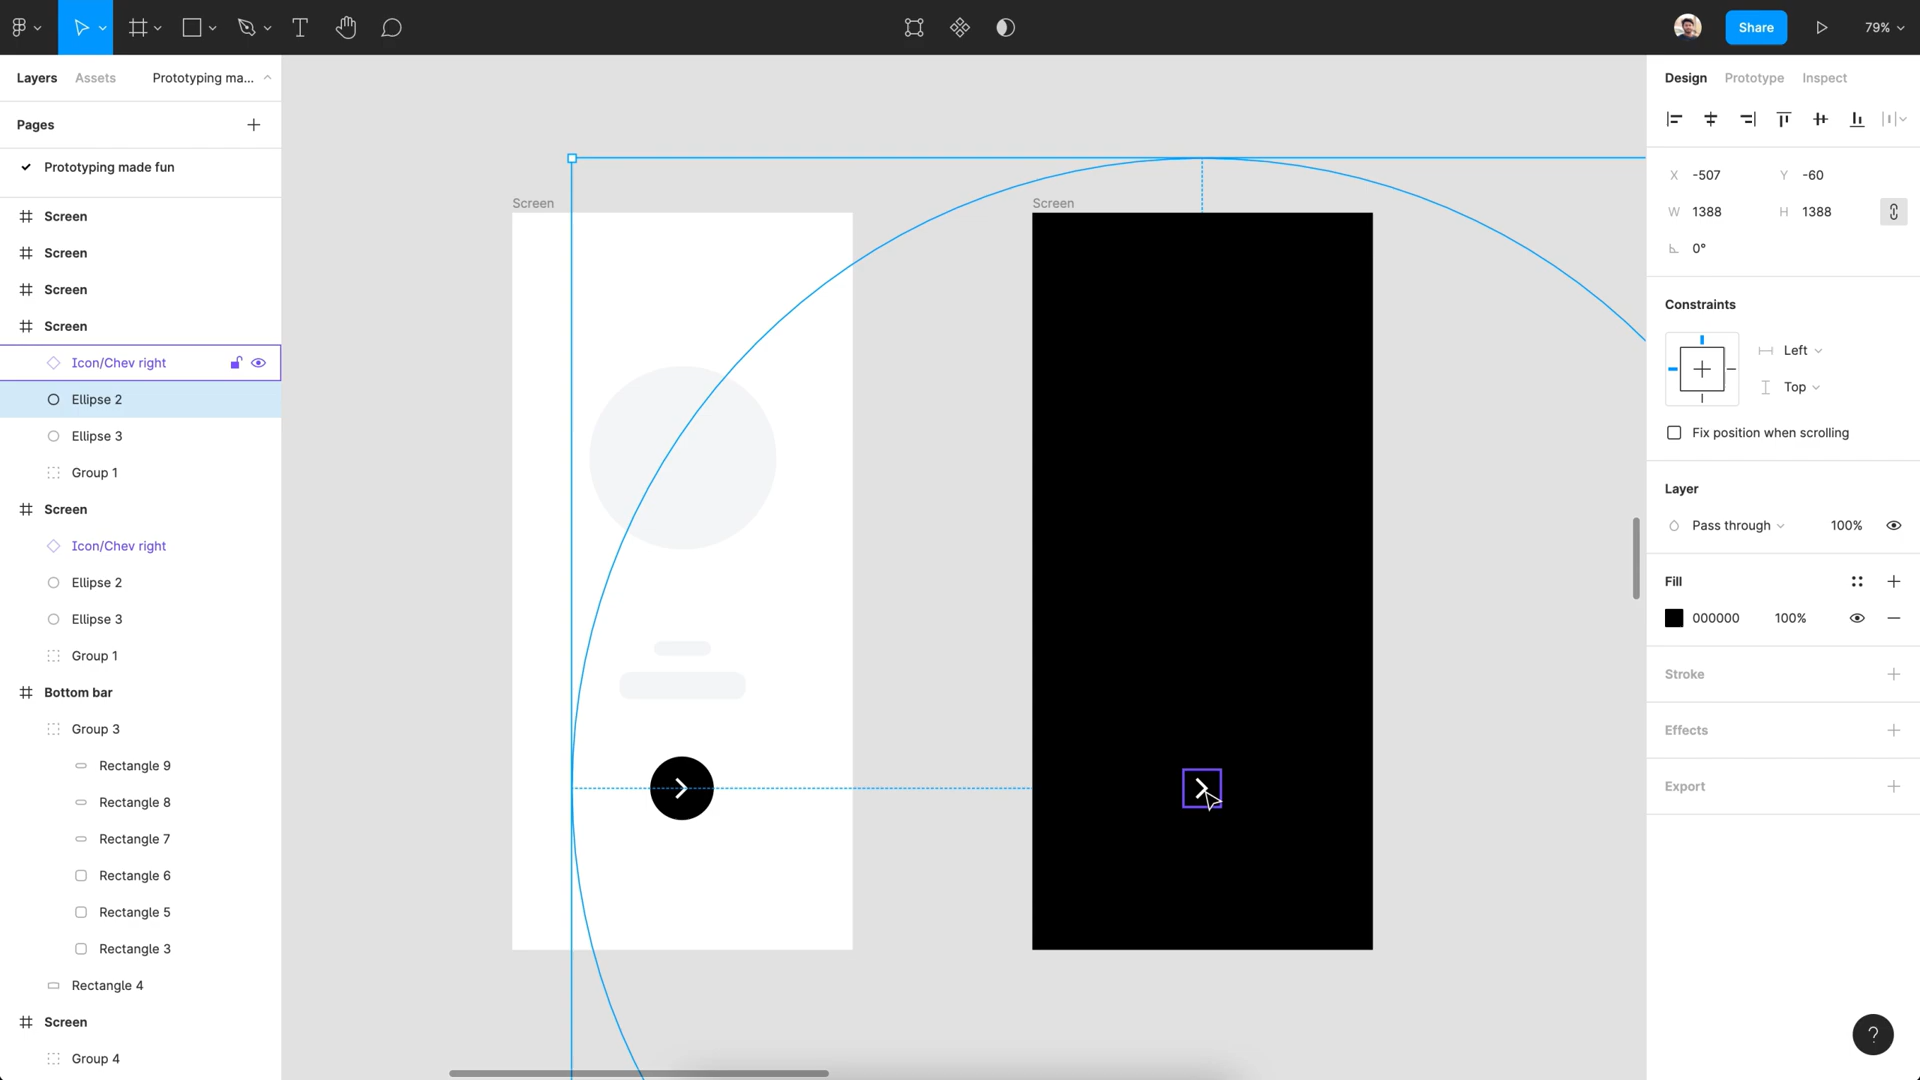 Share
79%
Layers
Assets
Prototyping ma...
Pages
Prototyping made fun
Screen
Screen
Screen
Screen
Icon/Chev right
Ellipse 2
Ellipse 3
Group 1
Screen
Icon/Chev right
Ellipse 2
Ellipse 3
Group 1
Bottom bar
Group 3
Rectangle 9
Rectangle 8
Rectangle 7
Rectangle 6
Rectangle 5
Rectangle 3
Rectangle 4
Screen
Group 4
Screen
Screen
Design
Prototype
Inspect
X -507 Y -60
W 1388 H 1388
0°
Constraints
Left
Top
Fix position when scrolling
Layer
Pass through 100%
Fill
000000 100%
Stroke
Effects
Export
?